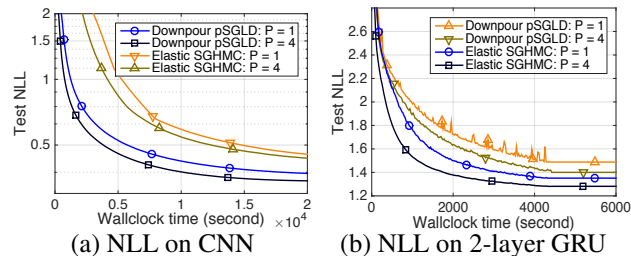 2
1.5
1
0.5
Test NLL
Downpour pSGLD: P = 1
Downpour pSGLD: P = 4
Elastic SGHMC: P = 1
Elastic SGHMC: P = 4
0 0.5 1 1.5 2
Wallclock time (second) × 10⁴
(a) NLL on CNN
2.6
2.4
2.2
2
1.8
1.6
1.4
1.2
Test NLL
Downpour pSGLD: P = 1
Downpour pSGLD: P = 4
Elastic SGHMC: P = 1
Elastic SGHMC: P = 4
0 2000 4000 6000
Wallclock time (second)
(b) NLL on 2-layer GRU